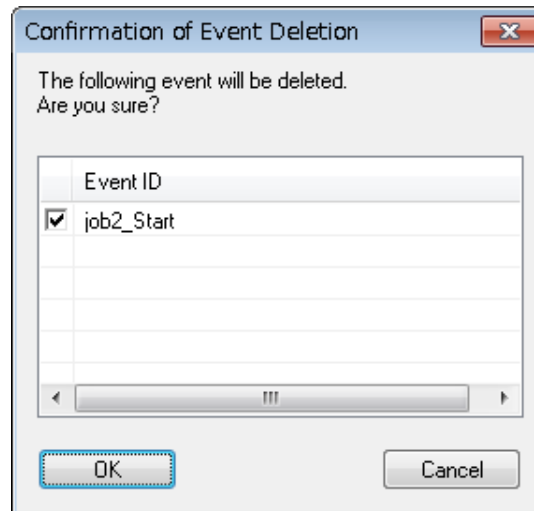 Confirmation of Event Deletion
The following event will be deleted.
Are you sure?
Event ID
job2_Start
OK
Cancel